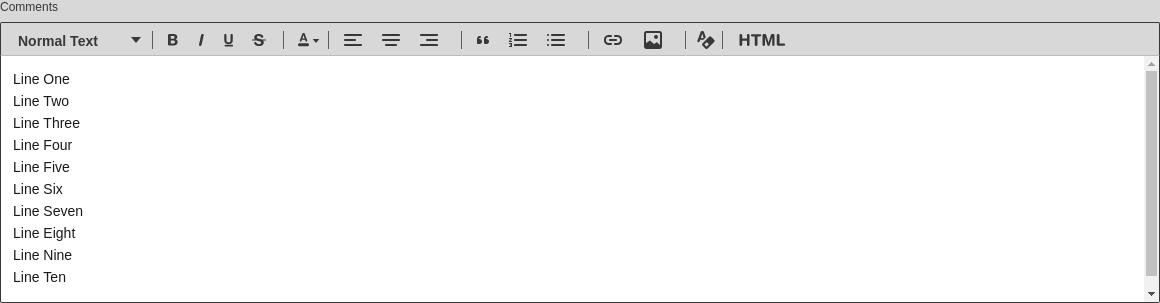 Comments
Normal Text B I U S A HTML
Line One
Line Two
Line Three
Line Four
Line Five
Line Six
Line Seven
Line Eight
Line Nine
Line Ten